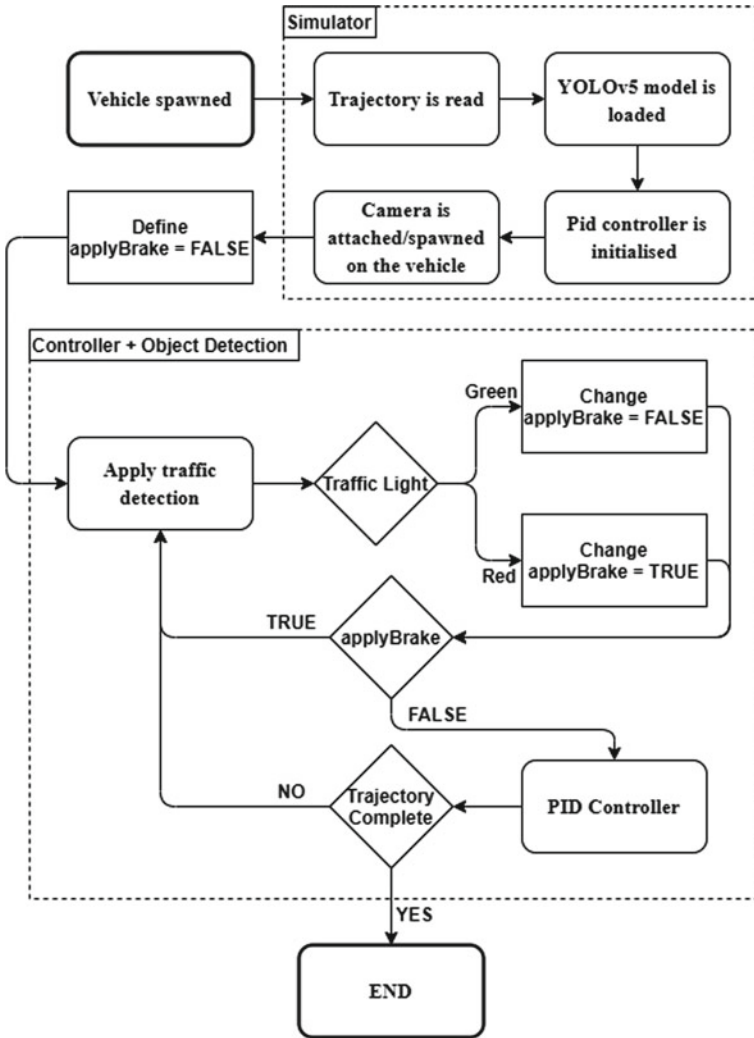 Simulator
Vehicle spawned
Trajectory is read
YOLOv5 model is
loaded
Define
applyBrake = FALSE
Camera is
attached/spawned
on the vehicle
Pid controller is
initialised
Controller + Object Detection
Apply traffic
detection
Traffic Light
Green
Change
applyBrake = FALSE
Red
Change
applyBrake = TRUE
TRUE
applyBrake
FALSE
NO
Trajectory
Complete
PID Controller
YES
END